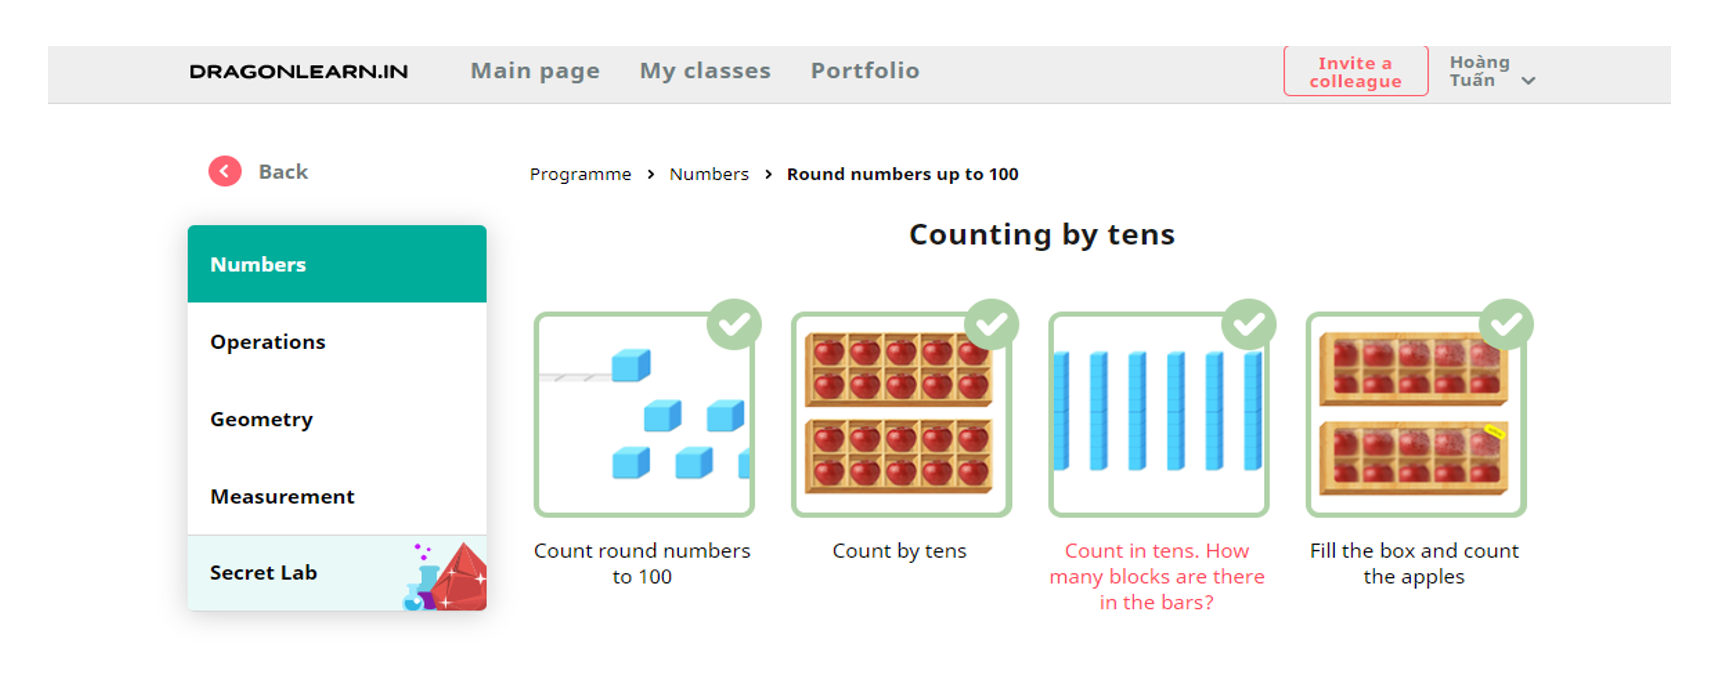 DRAGONLEARN.IN
Main page
My classes
Portfolio
Invite a
colleague
Hoàng
Tuấn
Back
Programme > Numbers > Round numbers up to 100
Counting by tens
Numbers
Operations
Geometry
Measurement
Secret Lab
Count round numbers
to 100
Count by tens
Count in tens. How
many blocks are there
in the bars?
Fill the box and count
the apples